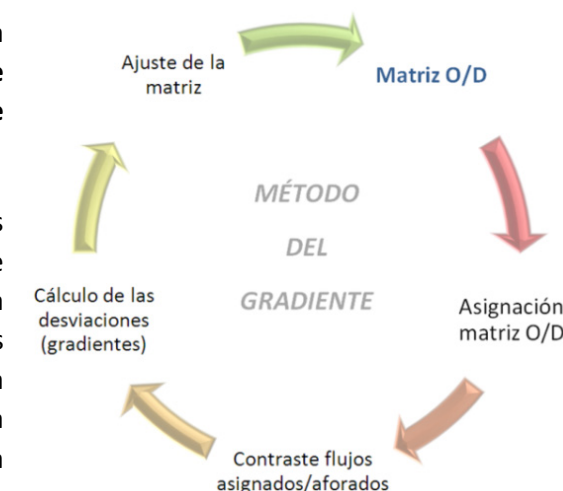 Ajuste de la
matriz
Matriz O/D
MÉTODO
DEL
GRADIENTE
Cálculo de las
desviaciones
(gradientes)
Asignación
matriz O/D
Contraste flujos
asignados/aforados